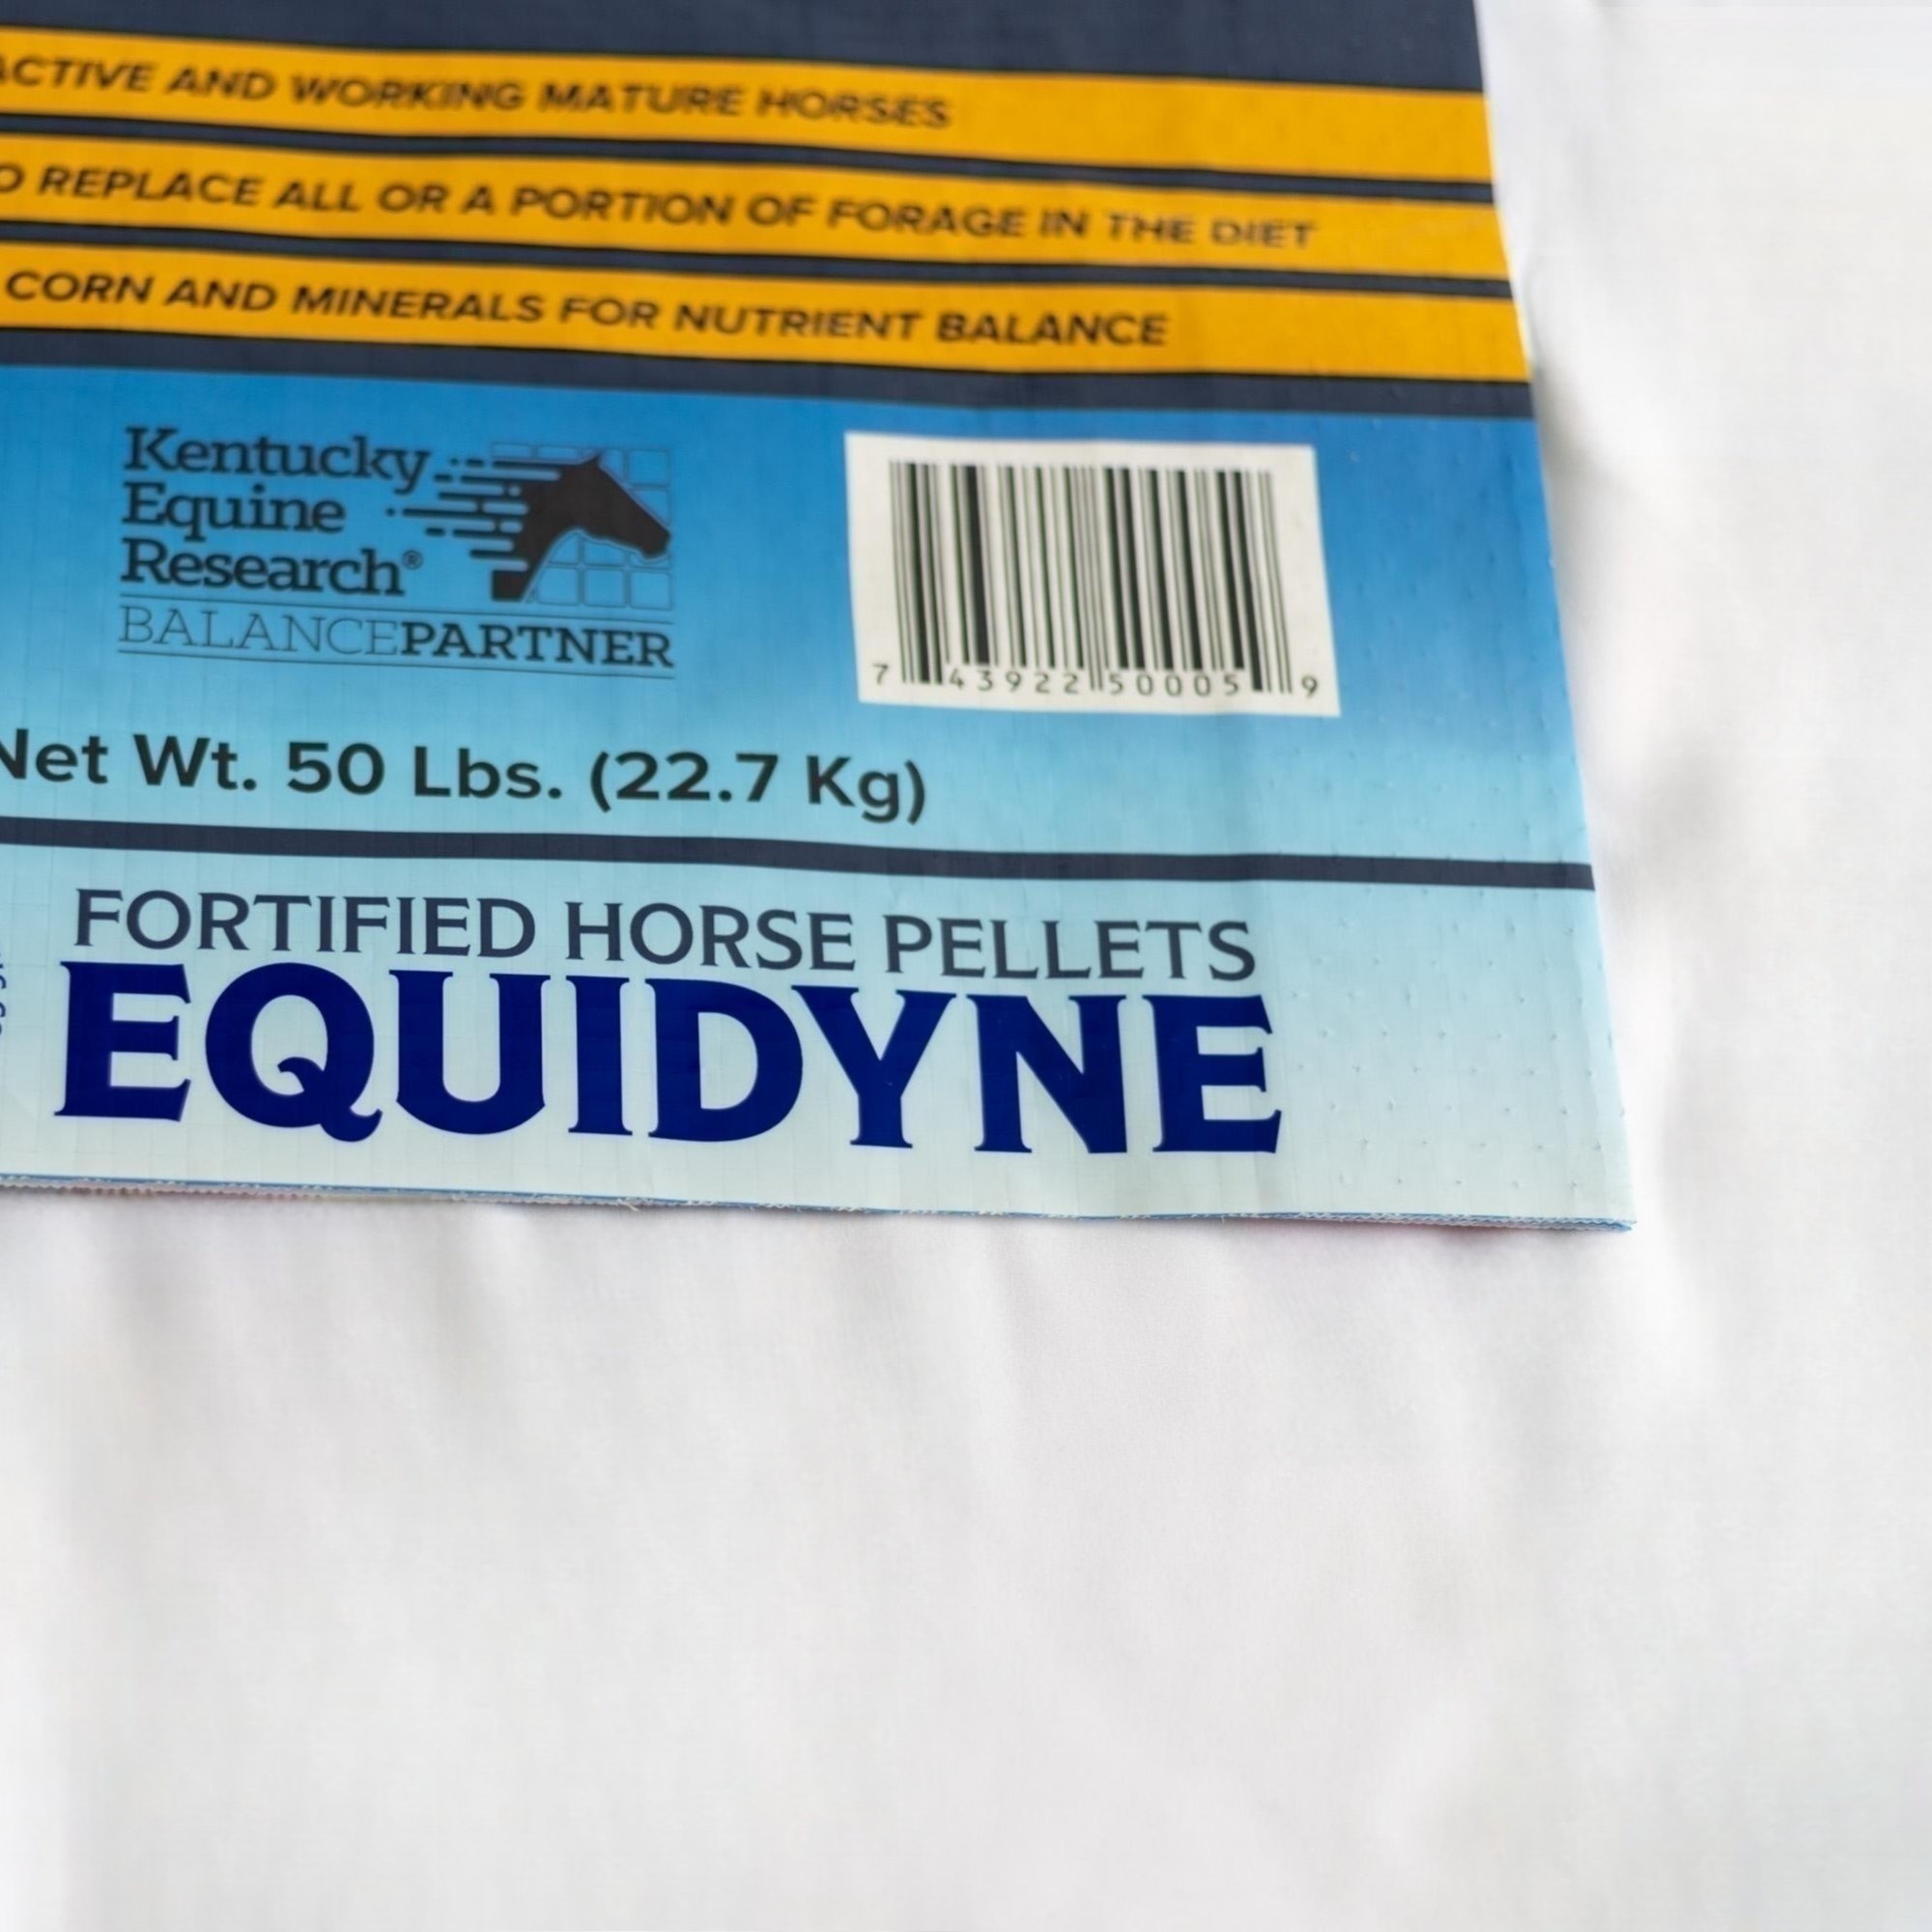 ACTIVE AND WORKING MATURE HORSES
REPLACE ALL OR A PORTION OF FORAGE IN THE DIET
CORN AND MINERALS FOR NUTRIENT BALANCE
Kentucky
Equine
Research®
BALANCEPARTNER
7 43922 50005 9
Net Wt. 50 Lbs. (22.7 Kg)
FORTIFIED HORSE PELLETS
EQUIDYNE